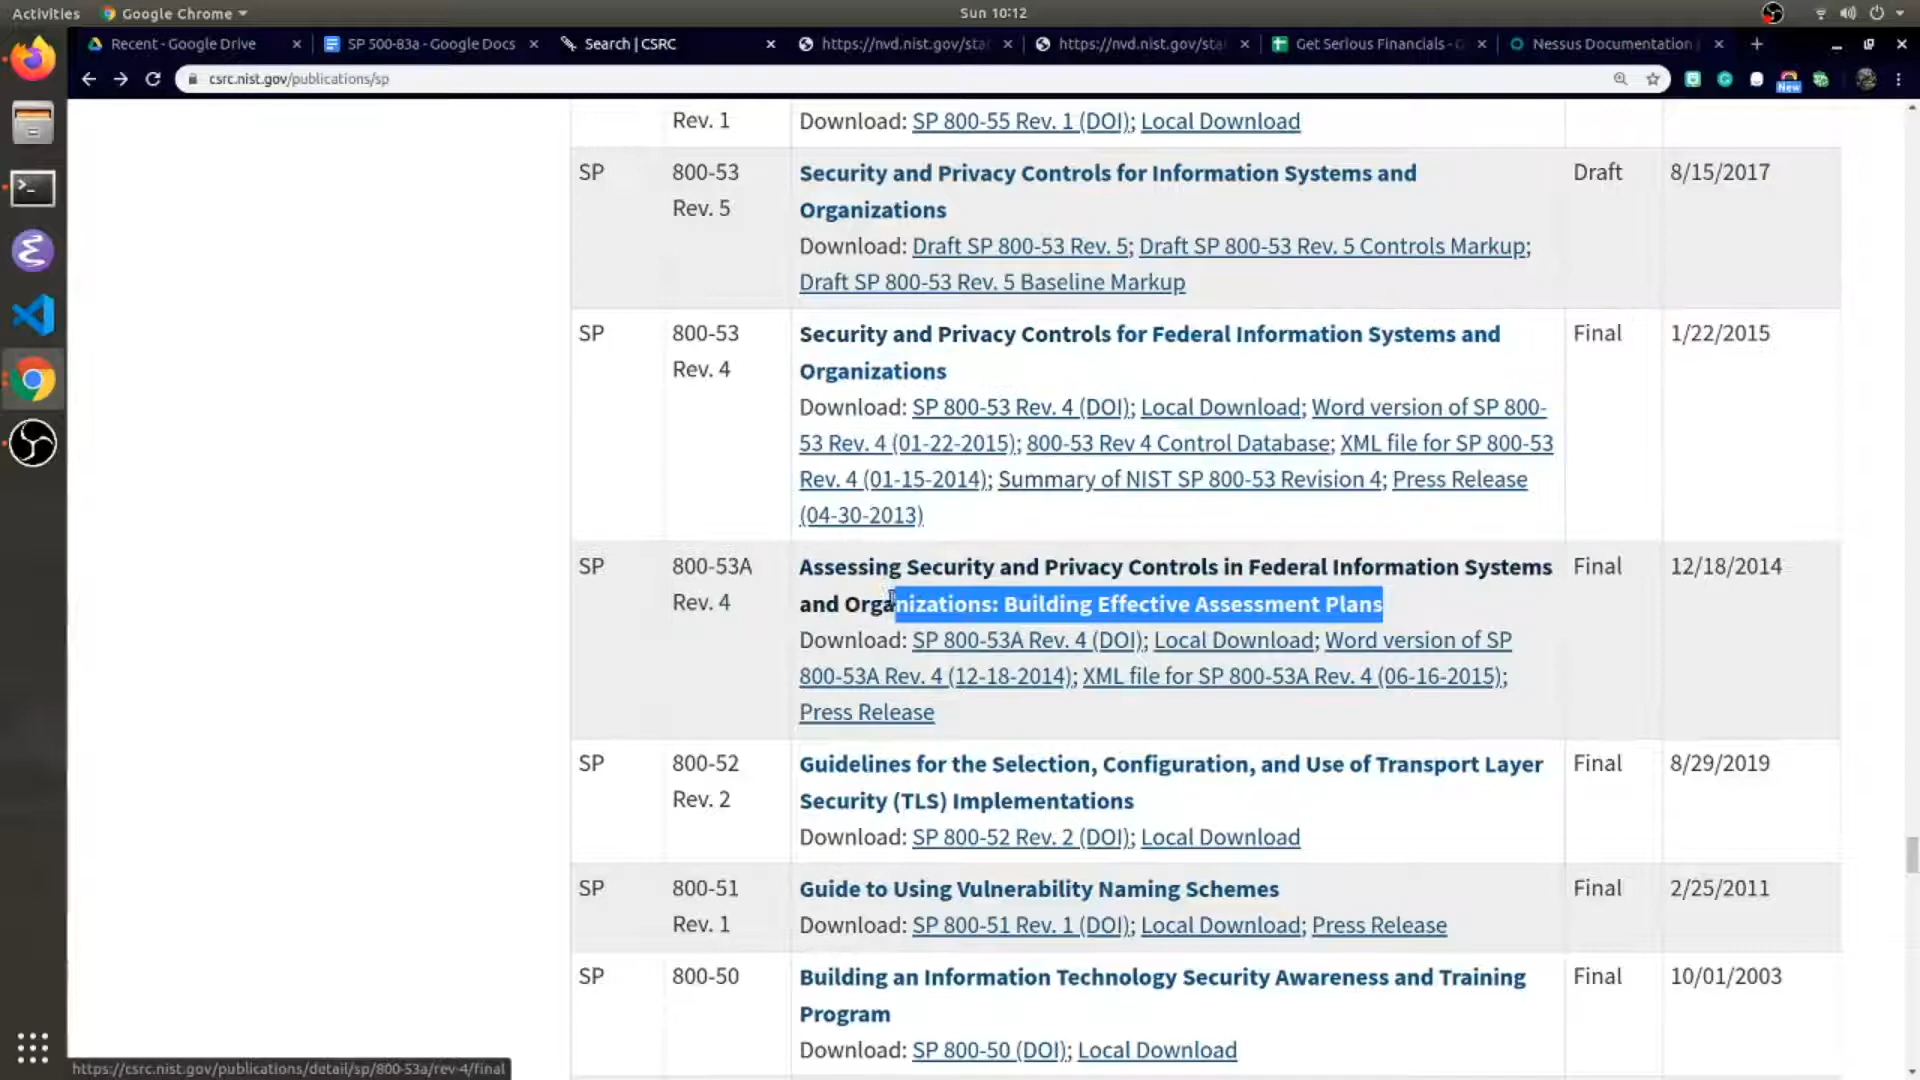 Activities Google Chrome Sun 10:12
Recent - Google Drive SP 500-83a - Google Docs Search | CSRC https://nvd.nist.gov/sta https://nvd.nist.gov/sta Get Serious Financials - Nessus Documentation
csrc.nist.gov/publications/sp
New
Rev. 1 Download: SP 800-55 Rev. 1 (DOI); Local Download
SP 800-53 Security and Privacy Controls for Information Systems and Draft 8/15/2017
Rev. 5 Organizations
Download: Draft SP 800-53 Rev. 5; Draft SP 800-53 Rev. 5 Controls Markup;
Draft SP 800-53 Rev. 5 Baseline Markup
SP 800-53 Security and Privacy Controls for Federal Information Systems and Final 1/22/2015
Rev. 4 Organizations
Download: SP 800-53 Rev. 4 (DOI); Local Download; Word version of SP 800-
53 Rev. 4 (01-22-2015); 800-53 Rev 4 Control Database; XML file for SP 800-53
Rev. 4 (01-15-2014); Summary of NIST SP 800-53 Revision 4; Press Release
(04-30-2013)
SP 800-53A Assessing Security and Privacy Controls in Federal Information Systems Final 12/18/2014
Rev. 4 and Organizations: Building Effective Assessment Plans
Download: SP 800-53A Rev. 4 (DOI); Local Download; Word version of SP
800-53A Rev. 4 (12-18-2014); XML file for SP 800-53A Rev. 4 (06-16-2015);
Press Release
SP 800-52 Guidelines for the Selection, Configuration, and Use of Transport Layer Final 8/29/2019
Rev. 2 Security (TLS) Implementations
Download: SP 800-52 Rev. 2 (DOI); Local Download
SP 800-51 Guide to Using Vulnerability Naming Schemes Final 2/25/2011
Rev. 1 Download: SP 800-51 Rev. 1 (DOI); Local Download; Press Release
SP 800-50 Building an Information Technology Security Awareness and Training Final 10/01/2003
Program
Download: SP 800-50 (DOI); Local Download
https://csrc.nist.gov/publications/detail/sp/800-53a/rev-4/final